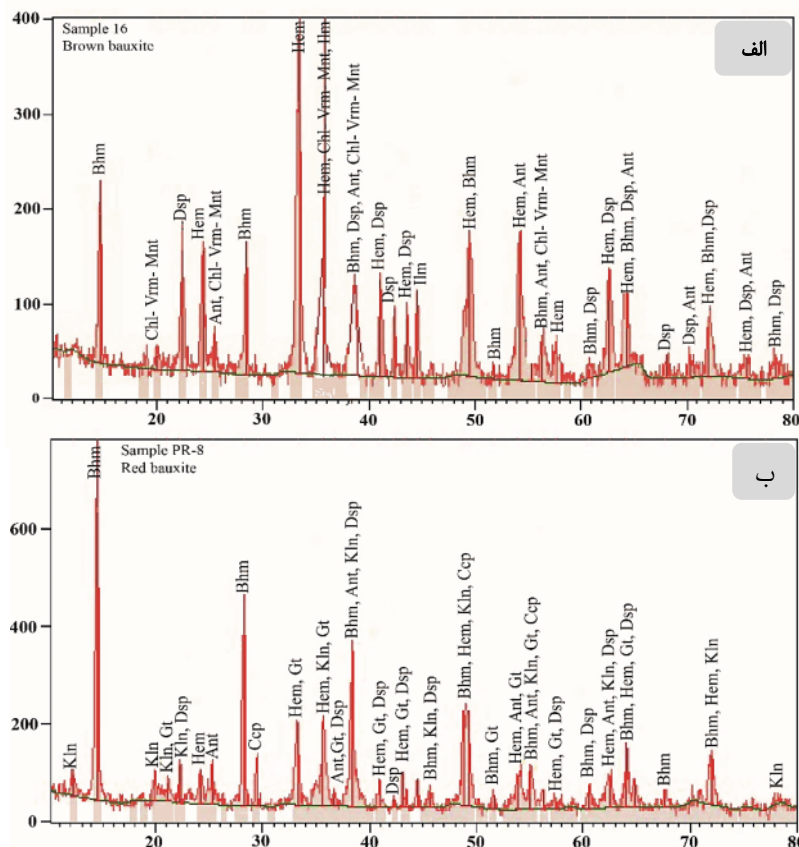 400
300
200
100
0
Sample 16
Brown bauxite
الف
Bhm
Chl- Vrm- Mnt
Dsp
Hem
Ant, Chl- Vrm- Mnt
Bhm
Hem
Hem, Chl- Vrm- Mnt, Ilm
Bhm, Dsp, Ant, Chl- Vrm- Mnt
Hem, Dsp
Dsp
Hem, Dsp
Ilm
Hem, Bhm
Bhm
Hem, Ant
Bhm, Ant, Chl- Vrm- Mnt
Hem
Bhm, Dsp
Hem, Dsp
Hem, Bhm, Dsp, Ant
Dsp
Dsp, Ant
Hem, Bhm,Dsp
Hem, Dsp, Ant
Bhm, Dsp
20 30 40 50 60 70 80
600
400
200
0
Sample PR-8
Red bauxite
ب
Kln
Bhm
Kln
Kln, Gt
Kln, Dsp
Hem
Ant
Bhm
Ccp
Hem, Gt
Hem, Kln, Gt
Ant,Gt, Dsp
Bhm, Ant, Kln, Dsp
Hem, Gt, Dsp
Dsp
Hem, Gt, Dsp
Bhm, Kln, Dsp
Bhm, Hem, Kln, Ccp
Bhm, Gt
Hem, Ant, Gt
Bhm, Ant, Kln, Gt, Ccp
Hem, Gt, Dsp
Bhm, Dsp
Hem, Ant, Kln, Dsp
Bhm, Hem, Gt, Dsp
Bhm
Bhm, Hem, Kln
Kln
20 30 40 50 60 70 80